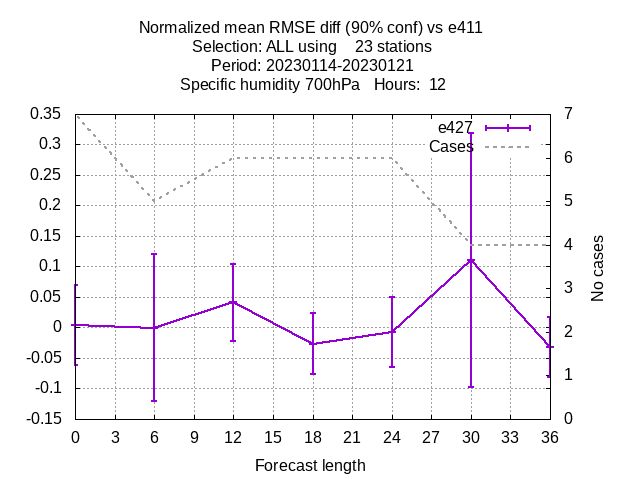 Normalized mean RMSE diff (90% conf) vs e411
Selection: ALL using    23 stations
Period: 20230114-20230121
Specific humidity 700hPa   Hours:  12
e427
Cases
0.35
0.3
0.25
0.2
0.15
0.1
0.05
0
-0.05
-0.1
-0.15
7
6
5
4
3
2
1
0
No cases
0 3 6 9 12 15 18 21 24 27 30 33 36
Forecast length